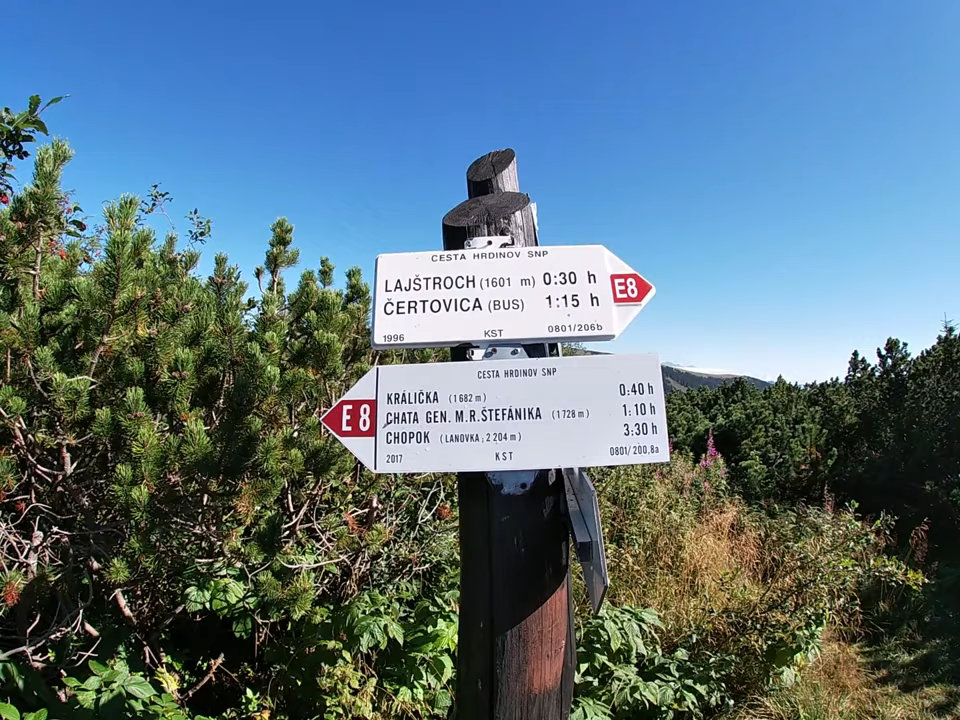 CESTA HRDINOV SNP
LAJŠTROCH (1601 m) 0:30 h
ČERTOVICA (BUS) 1:15 h
E8
1996 KST 0801/206b
CESTA HRDINOV SNP
KRÁLIČKA (1682 m) 0:40 h
E8 CHATA GEN. M.R.ŠTEFÁNIKA (1728 m) 1:10 h
CHOPOK (LANOVKA, 2 204 m) 3:30 h
2017 KST 0801/200,8a